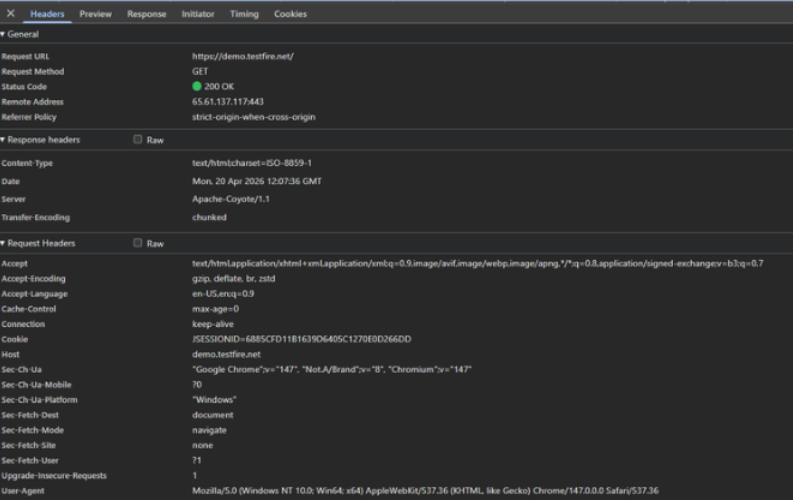 Headers Preview Response Initiator Timing Cookies
General
Request URL https://demo.testfire.net/
Request Method GET
Status Code 200 OK
Remote Address 65.61.137.117:443
Referrer Policy strict-origin-when-cross-origin
Response headers Raw
Content-Type text/html;charset=ISO-8859-1
Date Mon, 20 Apr 2026 12:07:36 GMT
Server Apache-Coyote/1.1
Transfer-Encoding chunked
Request Headers Raw
Accept text/html,application/xhtml+xml,application/xml;q=0.9,image/avif,image/webp,image/apng,*/*;q=0.8,application/signed-exchange;v=b3;q=0.7
Accept-Encoding gzip, deflate, br, zstd
Accept-Language en-US,en;q=0.9
Cache-Control max-age=0
Connection keep-alive
Cookie JSESSIONID=6885CFD11B1639D6405C1270E0D266DD
Host demo.testfire.net
Sec-Ch-Ua "Google Chrome";v="147", "Not.A/Brand";v="8", "Chromium";v="147"
Sec-Ch-Ua-Mobile ?0
Sec-Ch-Ua-Platform "Windows"
Sec-Fetch-Dest document
Sec-Fetch-Mode navigate
Sec-Fetch-Site none
Sec-Fetch-User ?1
Upgrade-Insecure-Requests 1
User-Agent Mozilla/5.0 (Windows NT 10.0; Win64; x64) AppleWebKit/537.36 (KHTML, like Gecko) Chrome/147.0.0.0 Safari/537.36